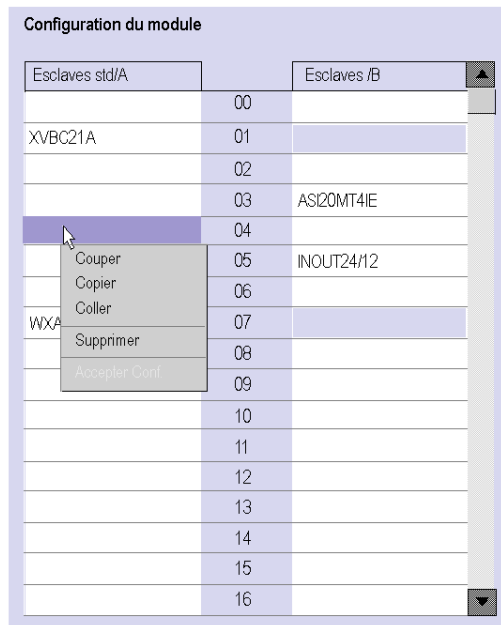 Configuration du module
Esclaves std/A Esclaves /B
00
XVBC21A 01
02
03 ASI20MT4IE
04
Couper 05 INOUT24/12
Copier
06
Coller
WXA 07
Supprimer
08
Accepter Conf.
09
10
11
12
13
14
15
16